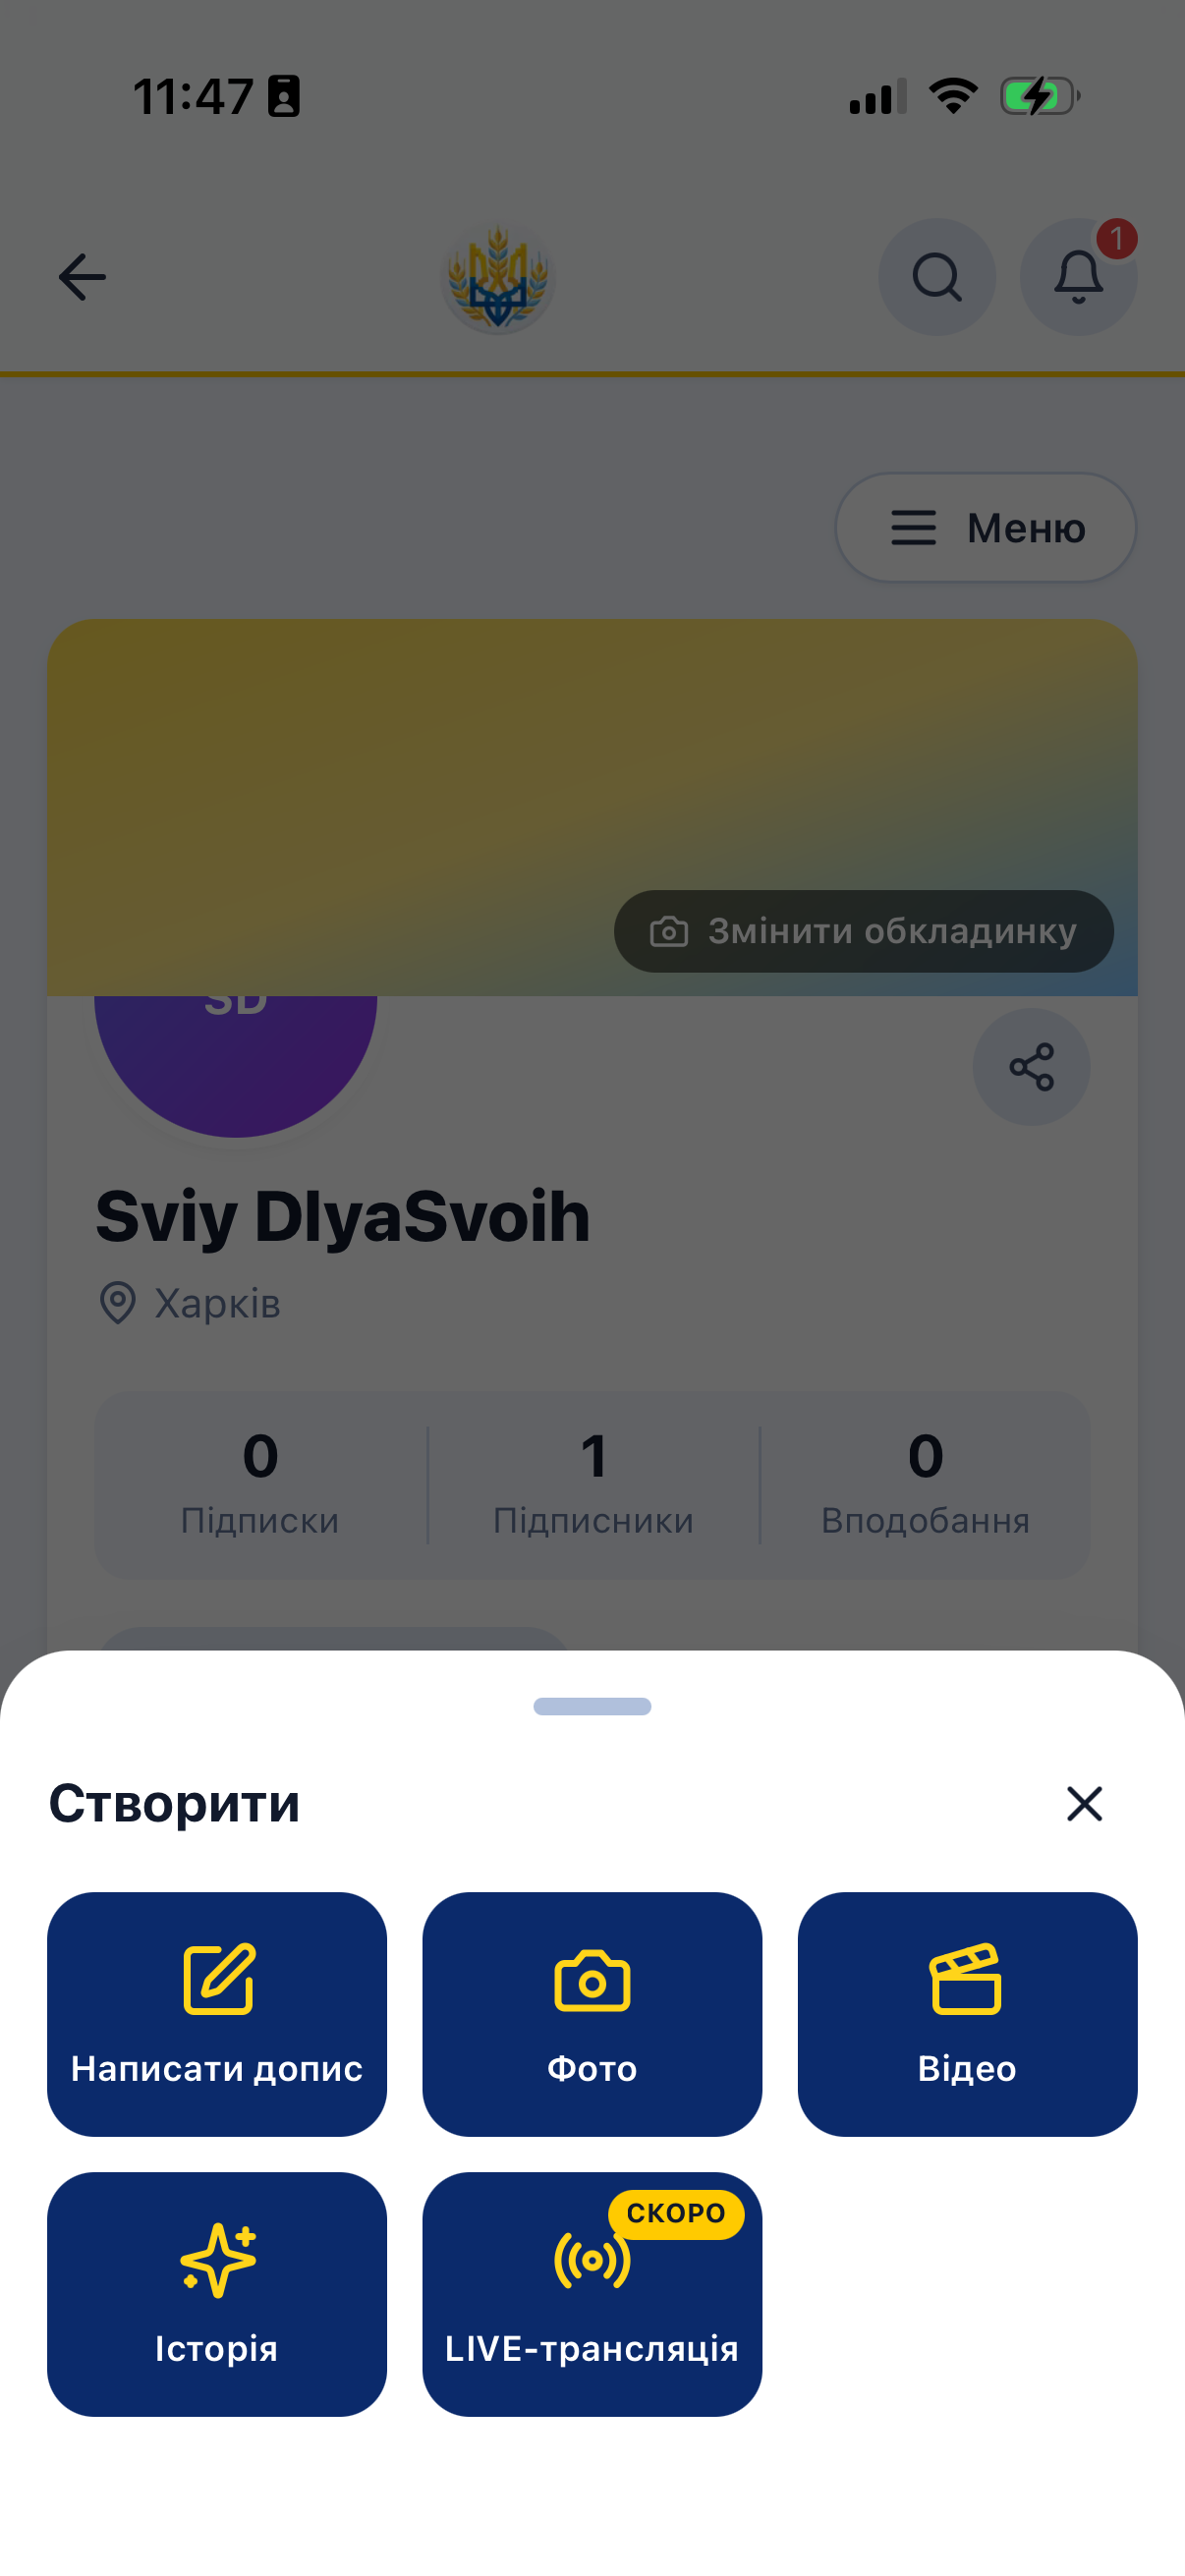 11:47
1
Меню
Змінити обкладинку
SD
Sviy DlyaSvoih
Харків
0 1 0
Підписки Підписники Вподобання
Створити
Написати допис Фото Відео
СКОРО
Історія LIVE-трансляція